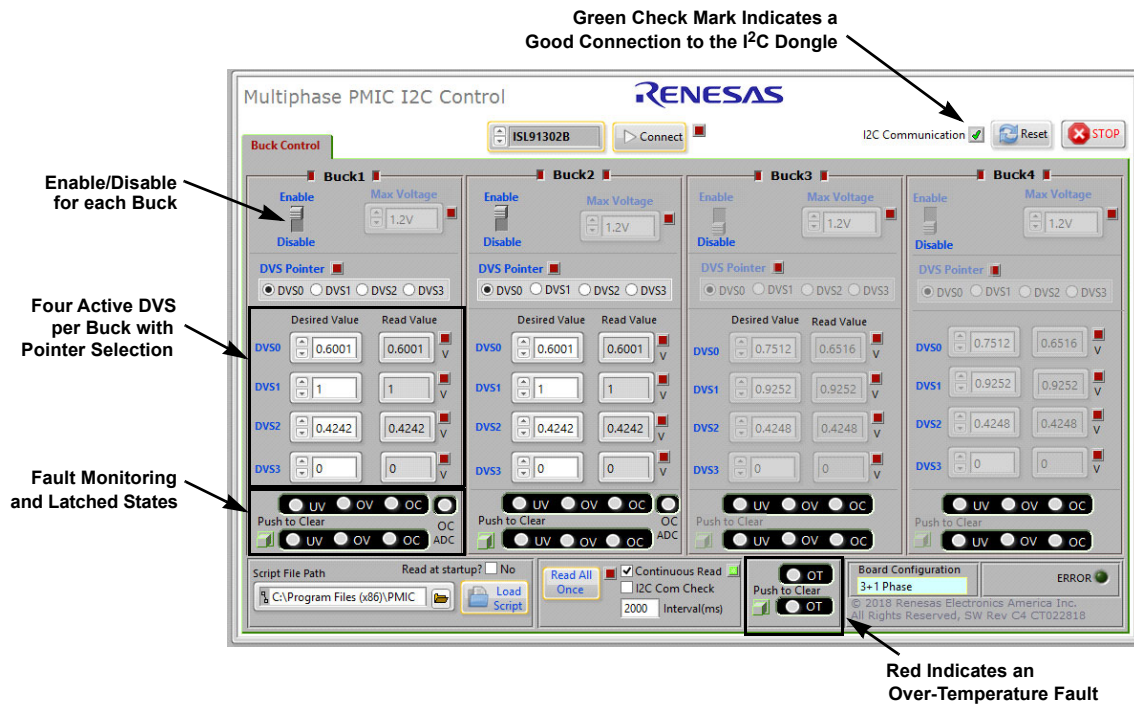 Green Check Mark Indicates a
Good Connection to the I2C Dongle
Multiphase PMIC I2C Control
RENESAS
ISL91302B
Connect
I2C Communication
Reset
STOP
Buck Control
Enable/Disable
for each Buck
Four Active DVS
per Buck with
Pointer Selection
Fault Monitoring
and Latched States
Buck1
Enable
Max Voltage
1.2V
Disable
DVS Pointer
DVS0 DVS1 DVS2 DVS3
Desired Value Read Value
DVS0 0.6001 0.6001 V
DVS1 1 1 V
DVS2 0.4242 0.4242 V
DVS3 0 0 V
UV OV OC
Push to Clear
OC
ADC
UV OV OC
Buck2
Enable
Max Voltage
1.2V
Disable
DVS Pointer
DVS0 DVS1 DVS2 DVS3
Desired Value Read Value
DVS0 0.6001 0.6001 V
DVS1 1 1 V
DVS2 0.4242 0.4242 V
DVS3 0 0 V
UV OV OC
Push to Clear
OC
ADC
UV OV OC
Buck3
Enable
Max Voltage
1.2V
Disable
DVS Pointer
DVS0 DVS1 DVS2 DVS3
Desired Value Read Value
DVS0 0.7512 0.6516 V
DVS1 0.9252 0.9252 V
DVS2 0.4248 0.4248 V
DVS3 0 0 V
UV OV OC
Push to Clear
UV OV OC
Buck4
Enable
Max Voltage
1.2V
Disable
DVS Pointer
DVS0 DVS1 DVS2 DVS3
DVS0 0.7512 0.6516 V
DVS1 0.9252 0.9252 V
DVS2 0.4248 0.4248 V
DVS3 0 0 V
UV OV OC
Push to Clear
UV OV OC
Script File Path
Read at startup? No
C:\Program Files (x86)\PMIC
Load
Script
Read All
Once
Continuous Read
I2C Com Check
2000 Interval(ms)
OT
Push to Clear
OT
Board Configuration
3+1 Phase
ERROR
© 2018 Renesas Electronics America Inc.
All Rights Reserved, SW Rev C4 CT022818
Red Indicates an
Over-Temperature Fault